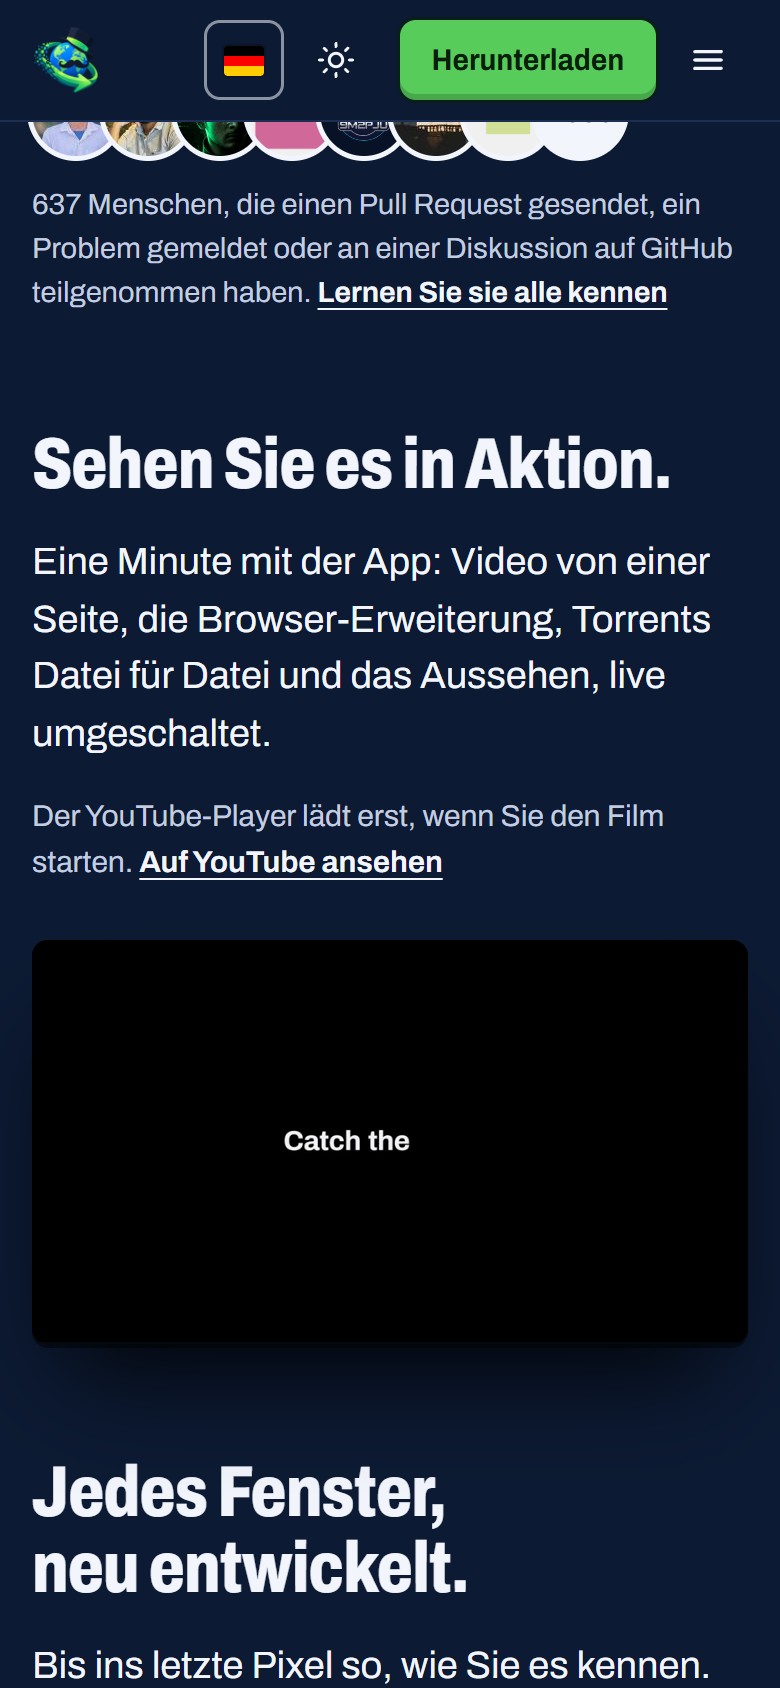 Herunterladen
9M2PJU
637 Menschen, die einen Pull Request gesendet, ein
Problem gemeldet oder an einer Diskussion auf GitHub
teilgenommen haben. Lernen Sie sie alle kennen
Sehen Sie es in Aktion.
Eine Minute mit der App: Video von einer
Seite, die Browser-Erweiterung, Torrents
Datei für Datei und das Aussehen, live
umgeschaltet.
Der YouTube-Player lädt erst, wenn Sie den Film
starten. Auf YouTube ansehen
Catch the
Jedes Fenster,
neu entwickelt.
Bis ins letzte Pixel so, wie Sie es kennen.